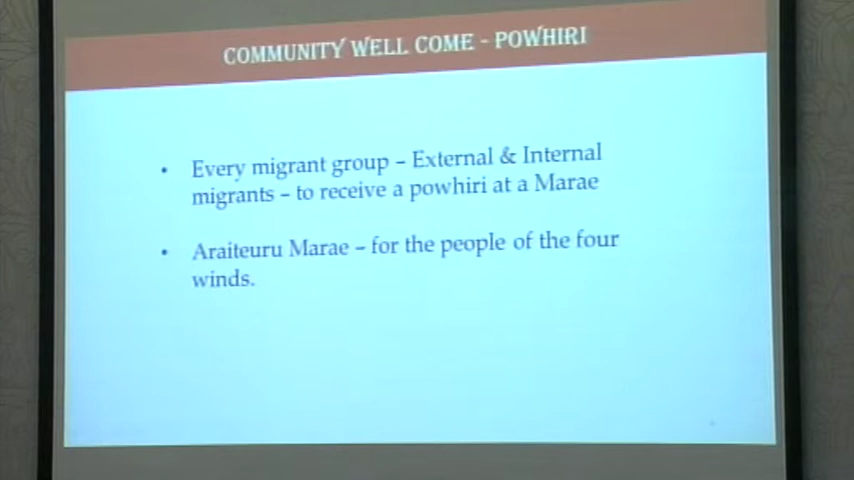 COMMUNITY WELL COME - POWHIRI
• Every migrant group – External & Internal
migrants – to receive a powhiri at a Marae
• Araiteuru Marae – for the people of the four
winds.